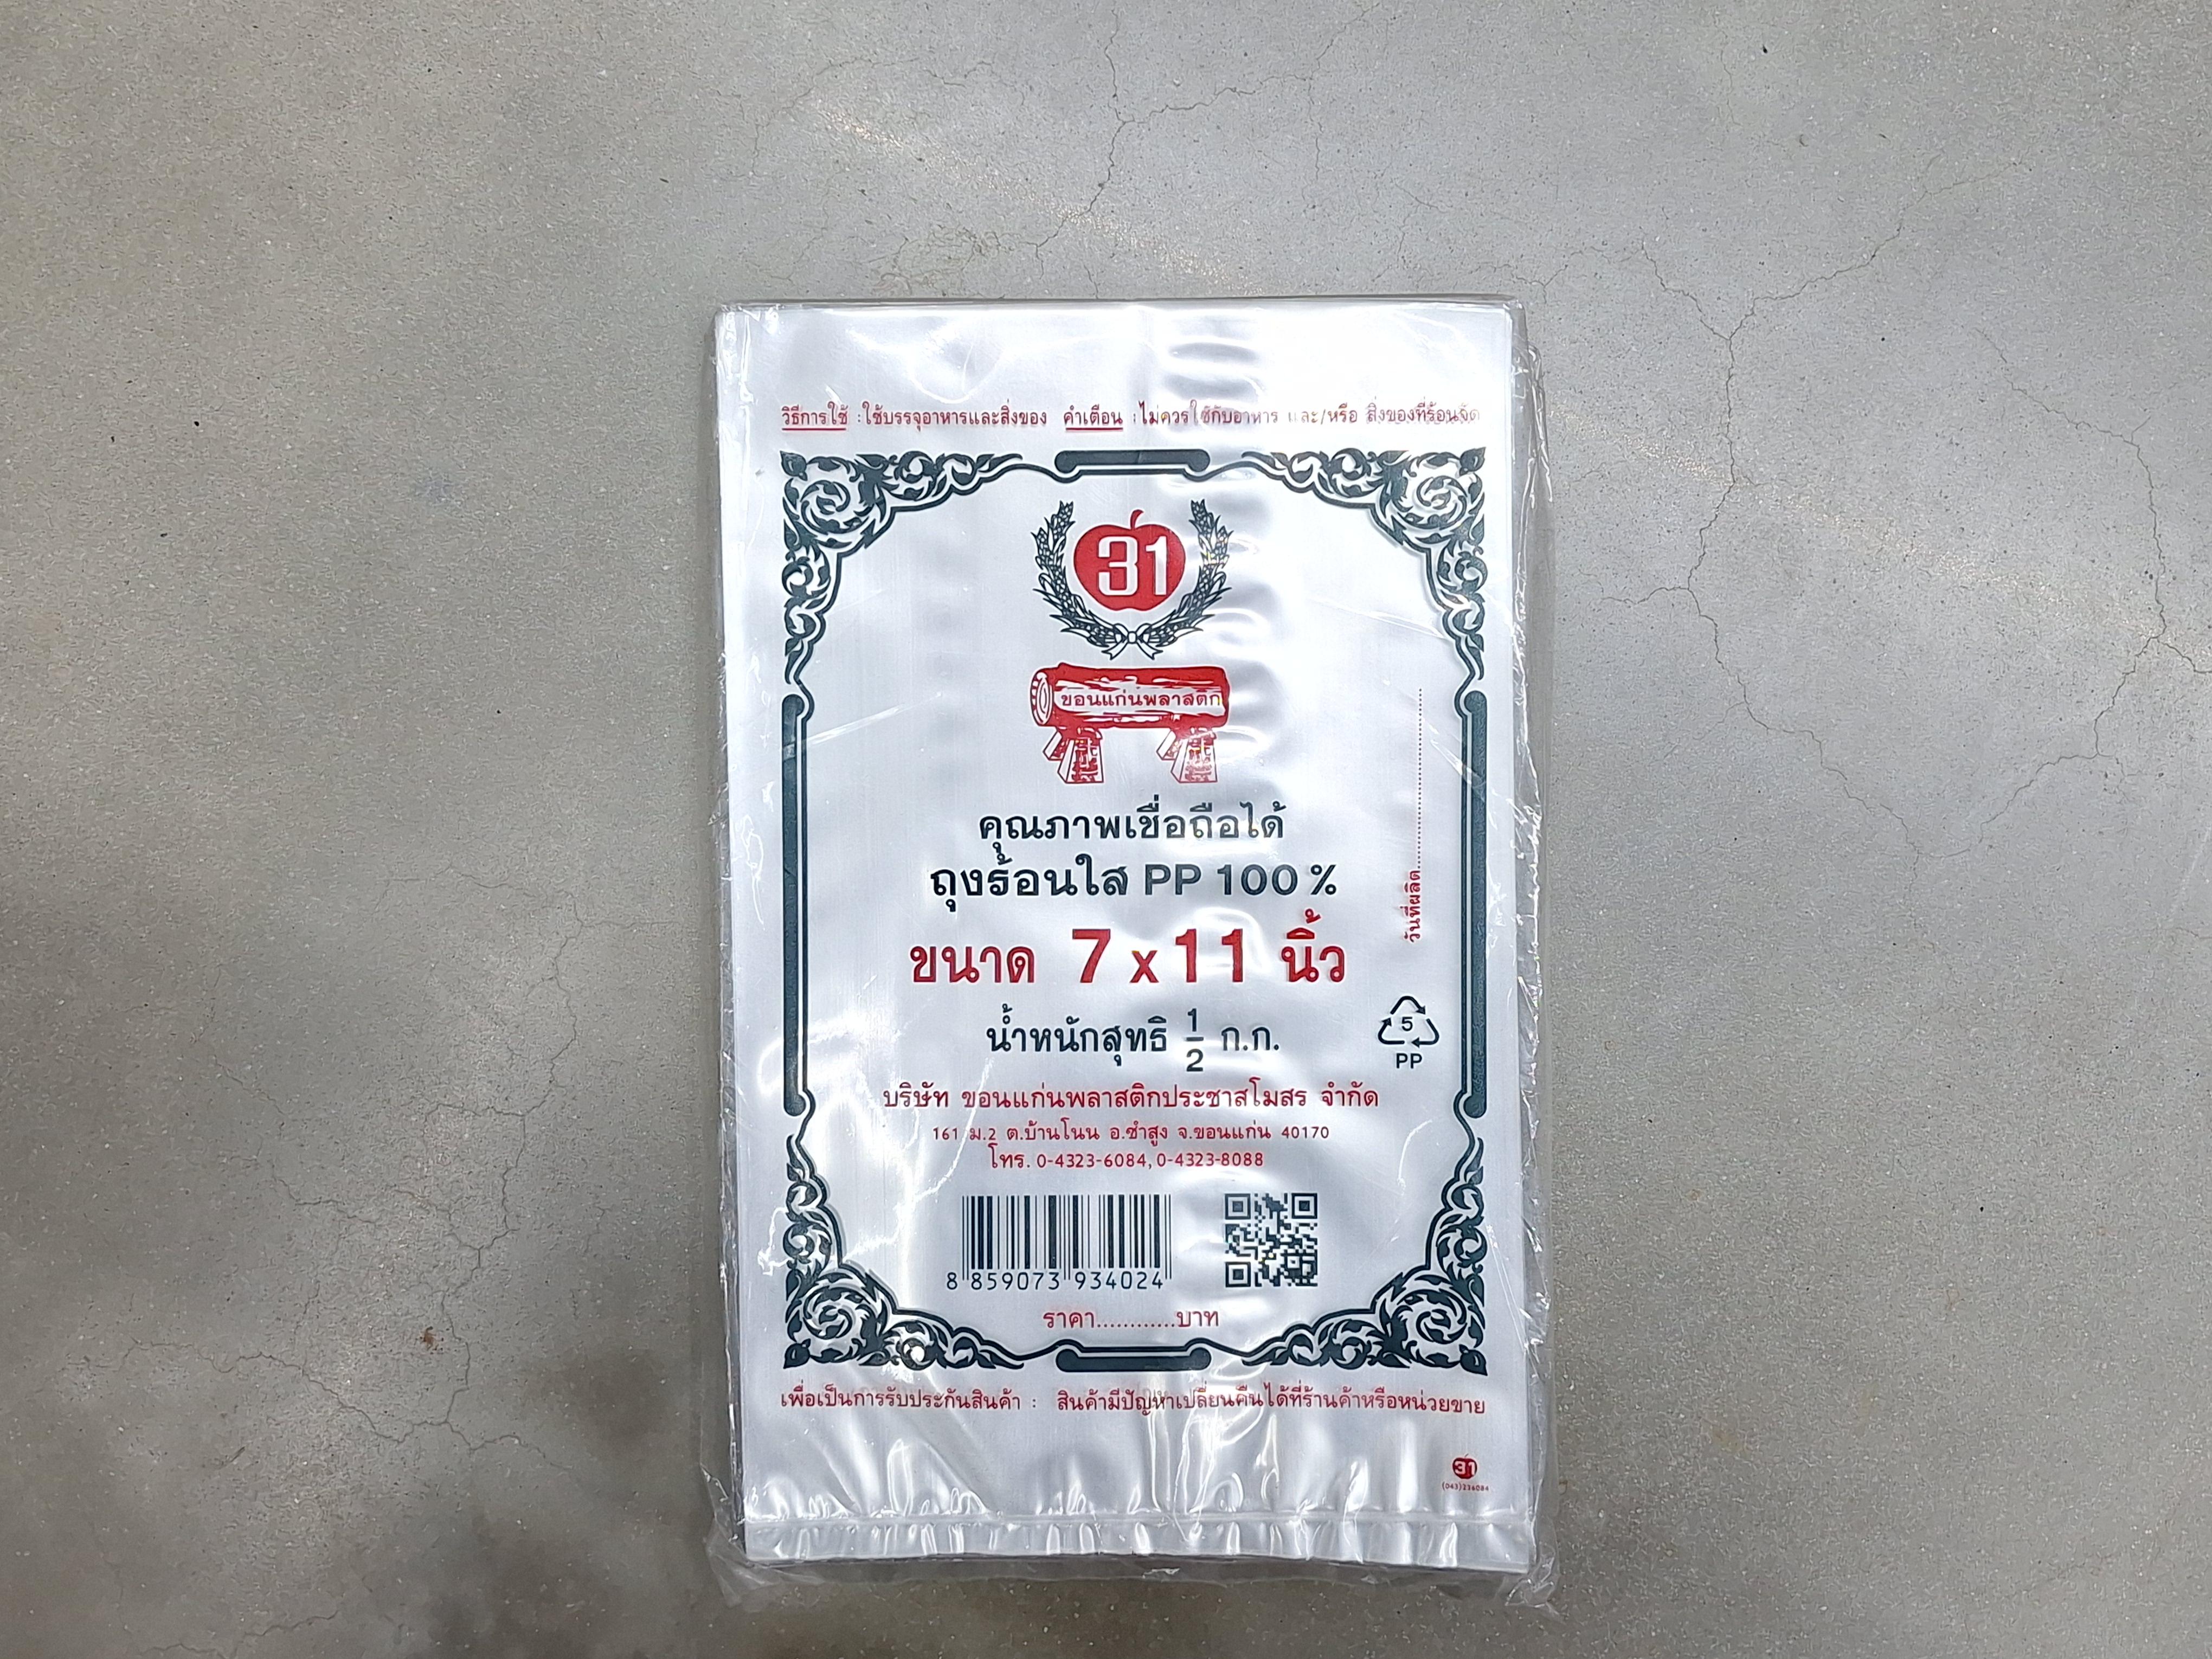 วิธีการใช้ : ใช้บรรจุอาหารและสิ่งของ คำเตือน : ไม่ควรใช้กับอาหาร และ/หรือ สิ่งของที่ร้อนจัด
31
ขอนแก่นพลาสติก
คุณภาพเชื่อถือได้
ถุงร้อนใส PP 100 %
ขนาด 7 x 11 นิ้ว
น้ำหนักสุทธิ 1/2 ก.ก.
วันที่ผลิต........................
5
PP
บริษัท ขอนแก่นพลาสติกประชาสโมสร จำกัด
161 ม.2 ต.บ้านโนน อ.ซำสูง จ.ขอนแก่น 40170
โทร. 0-4323-6084, 0-4323-8088
8 859073 934024
ราคา............บาท
เพื่อเป็นการรับประกันสินค้า : สินค้ามีปัญหาเปลี่ยนคืนได้ที่ร้านค้าหรือหน่วยขาย
31
(043)236084